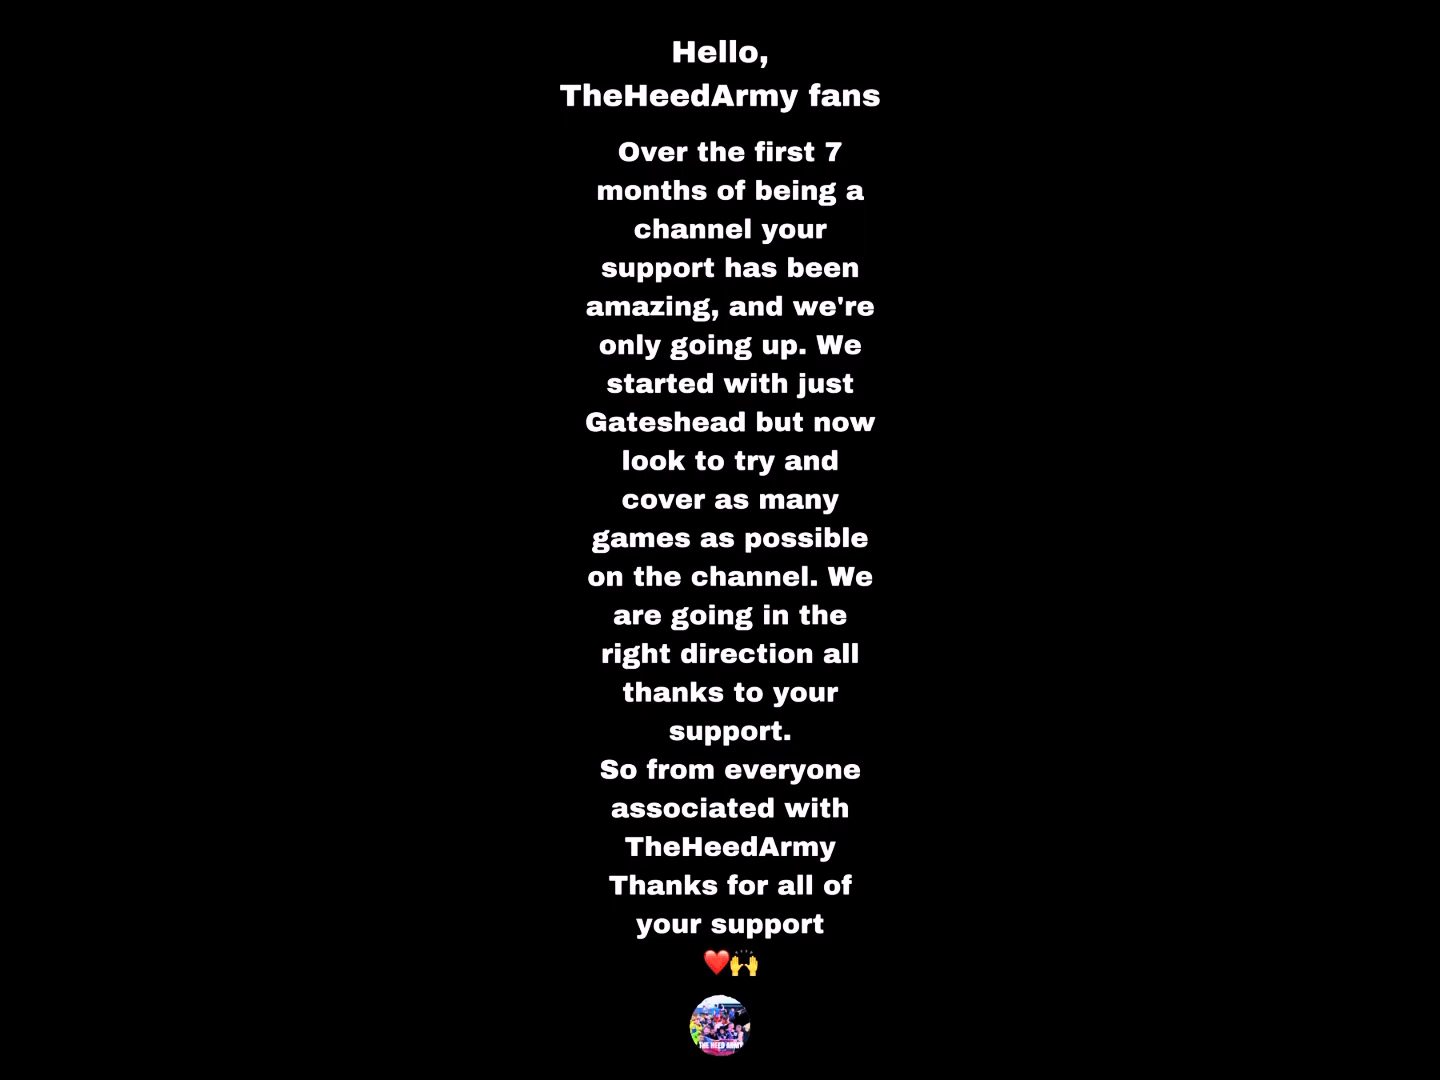 Hello,
TheHeedArmy fans
Over the first 7
months of being a
channel your
support has been
amazing, and we're
only going up. We
started with just
Gateshead but now
look to try and
cover as many
games as possible
on the channel. We
are going in the
right direction all
thanks to your
support.
So from everyone
associated with
TheHeedArmy
Thanks for all of
your support
❤️🙌
THE HEED ARMY